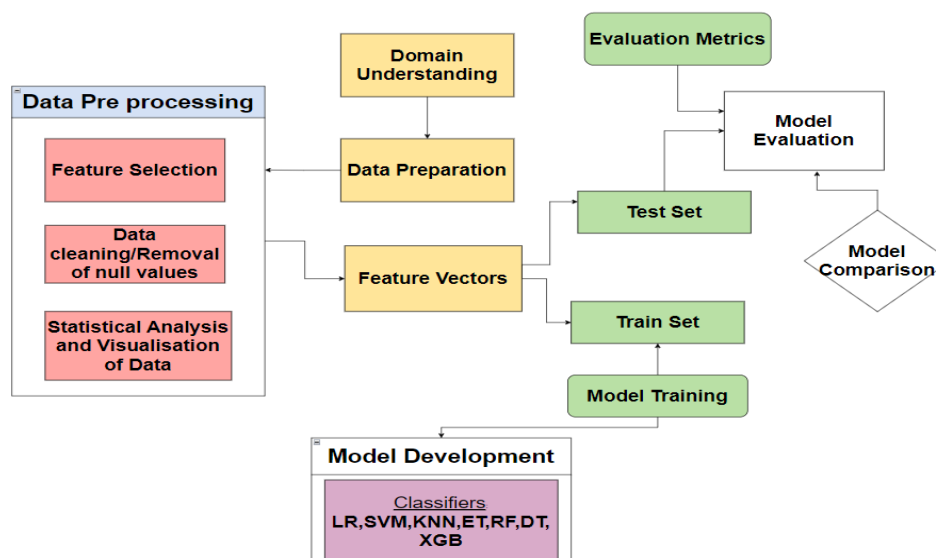 Evaluation Metrics
Domain
Understanding
Data Pre processing
Model
Evaluation
Feature Selection
Data Preparation
Test Set
Data
cleaning/Removal
of null values
Feature Vectors
Model
Comparison
Statistical Analysis
and Visualisation
of Data
Train Set
Model Training
Model Development
Classifiers
LR,SVM,KNN,ET,RF,DT,
XGB